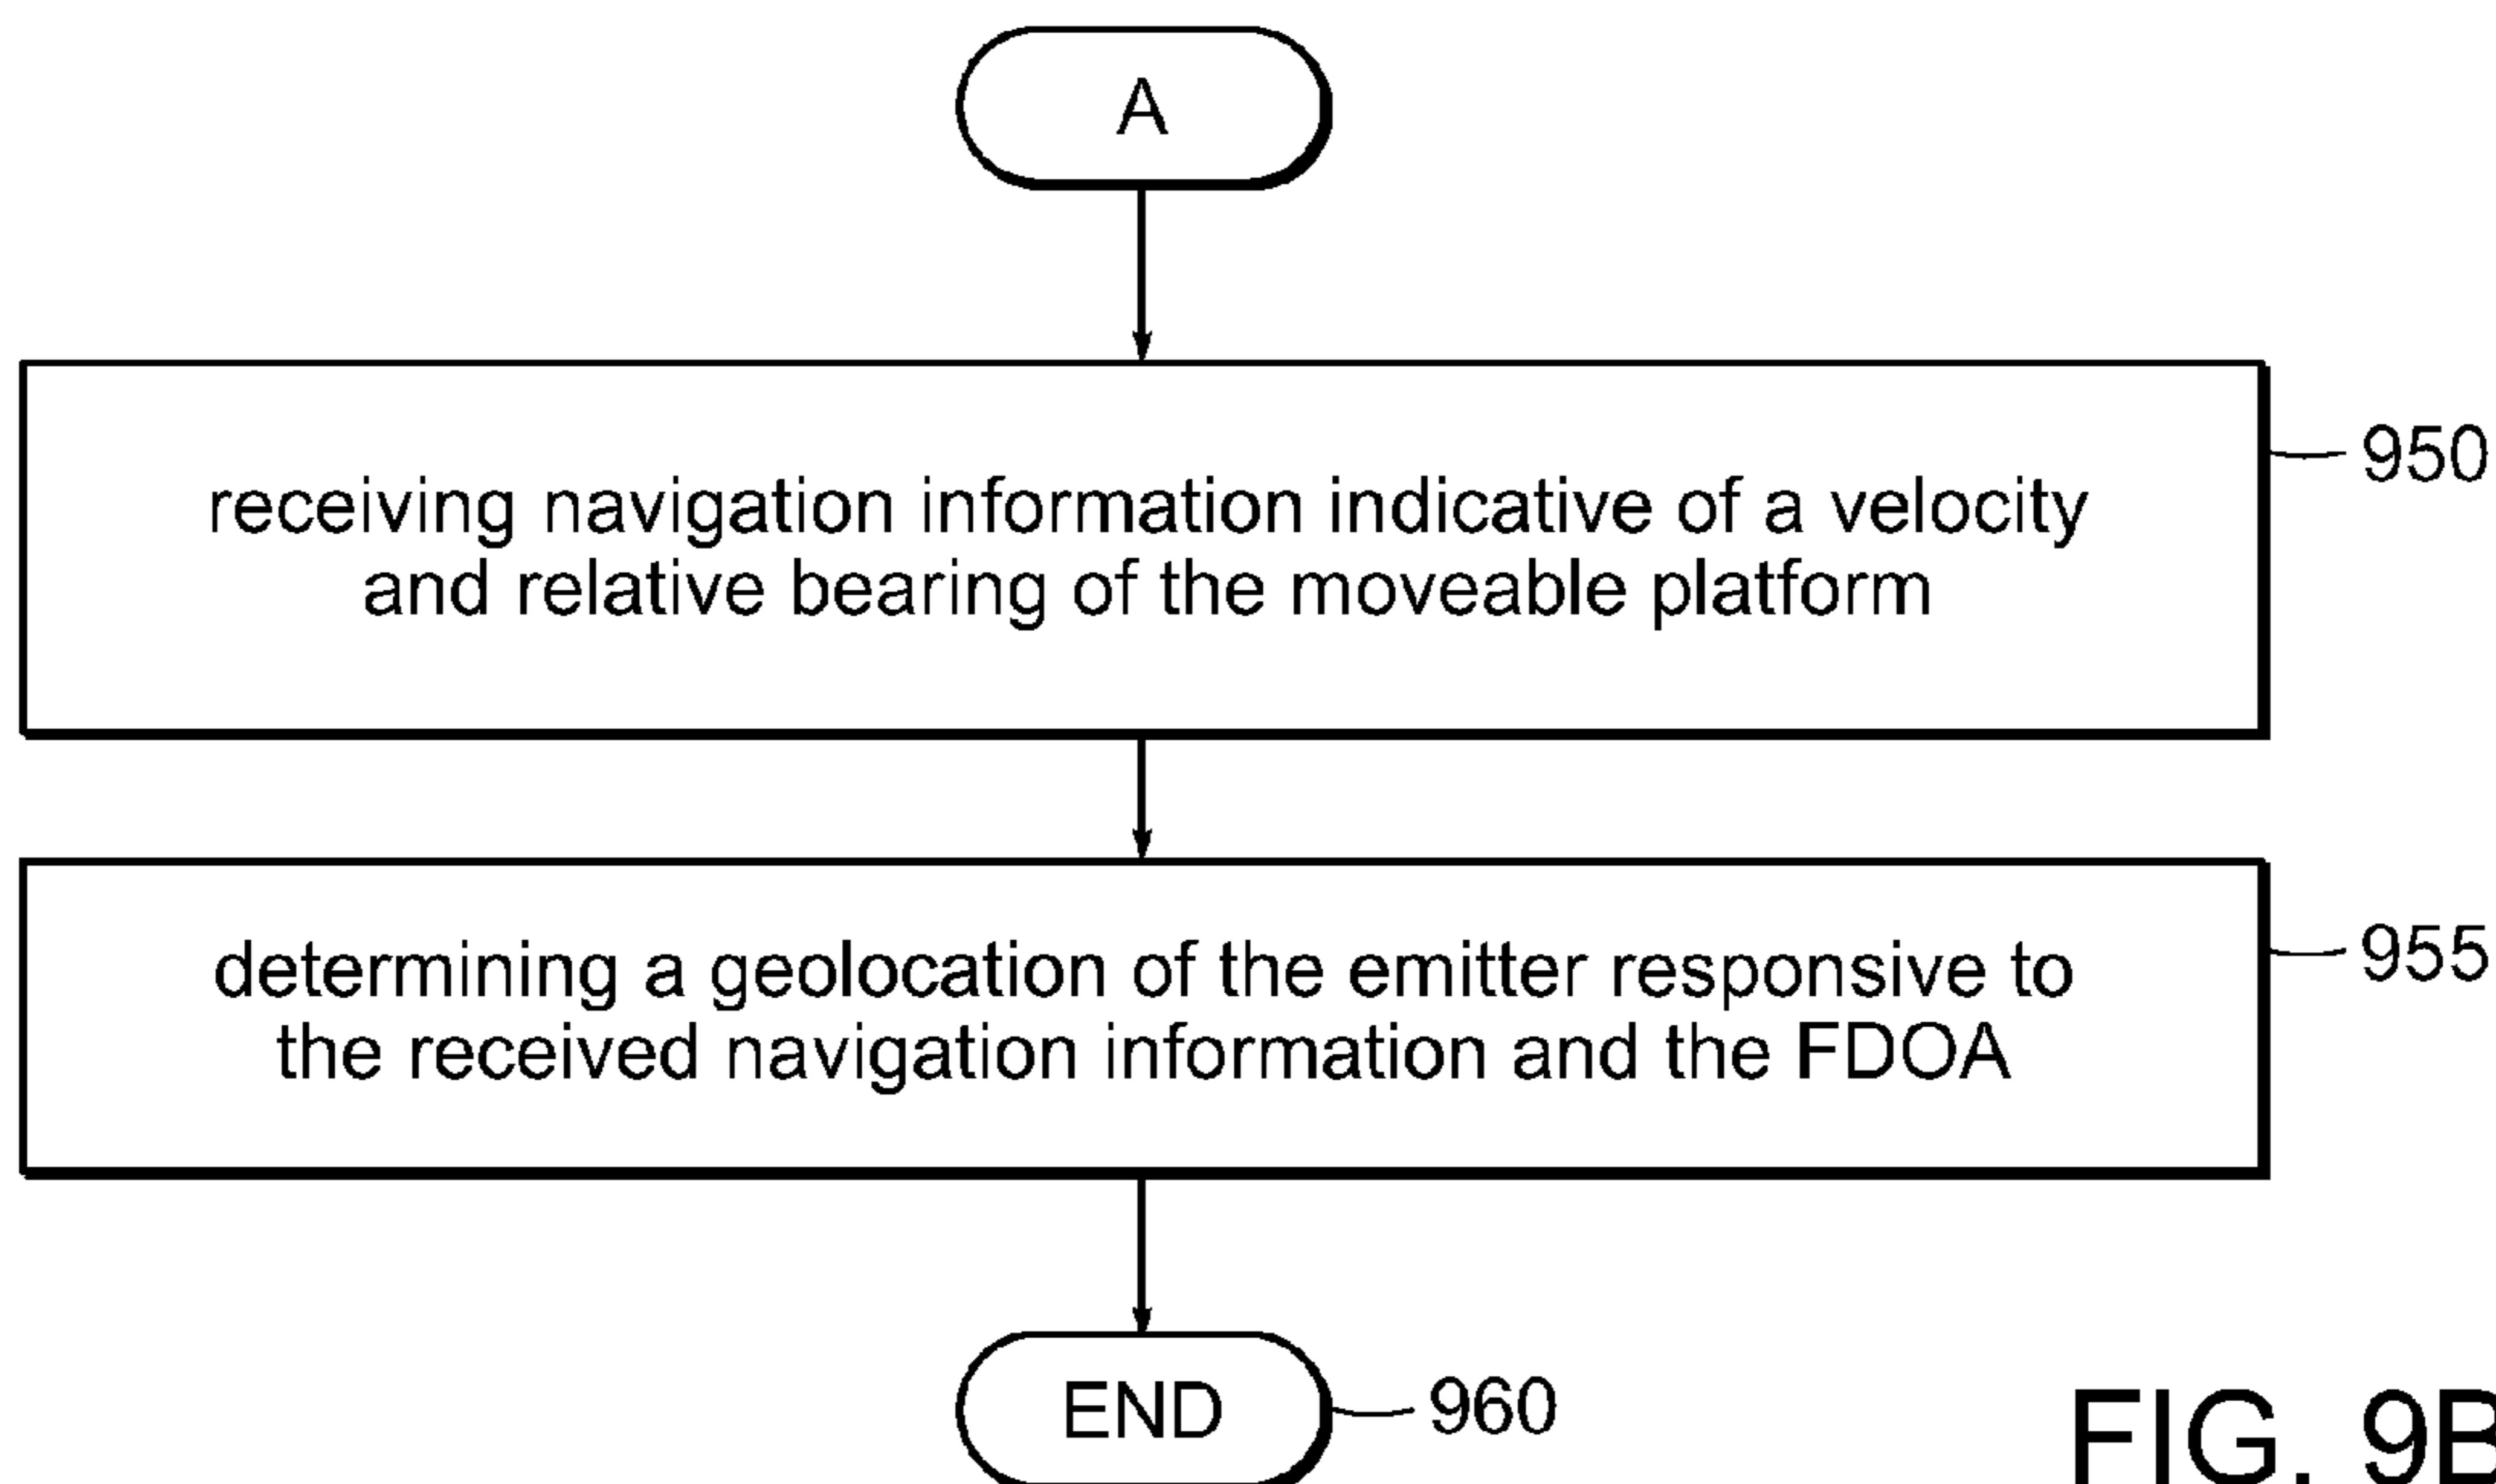 A
receiving navigation information indicative of a velocity
and relative bearing of the moveable platform
950
determining a geolocation of the emitter responsive to
the received navigation information and the FDOA
955
END
960
FIG. 9B